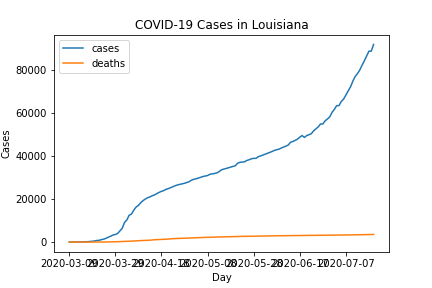 COVID-19 Cases in Louisiana
cases
deaths
80000
60000
40000
20000
0
Cases
2020-03-09 2020-03-29 2020-04-18 2020-05-08 2020-05-28 2020-06-17 2020-07-07
Day